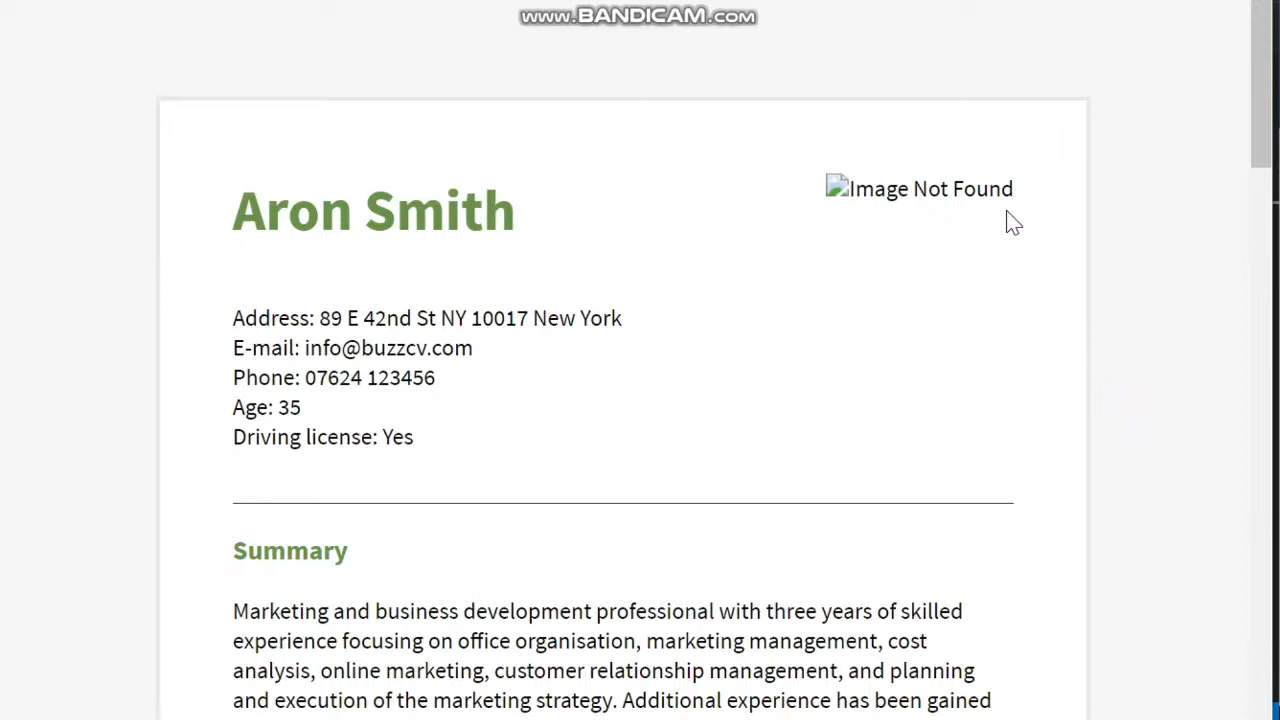 www.BANDICAM.com
Aron Smith
Image Not Found
Address: 89 E 42nd St NY 10017 New York
E-mail: info@buzzcv.com
Phone: 07624 123456
Age: 35
Driving license: Yes
Summary
Marketing and business development professional with three years of skilled
experience focusing on office organisation, marketing management, cost
analysis, online marketing, customer relationship management, and planning
and execution of the marketing strategy. Additional experience has been gained